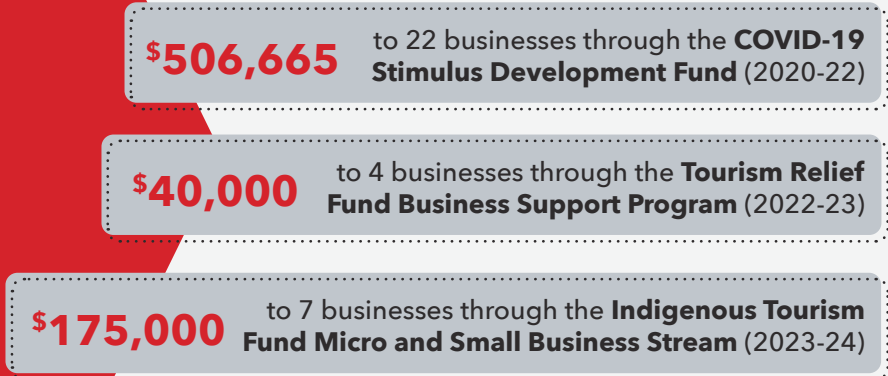 $506,665
to 22 businesses through the COVID-19
Stimulus Development Fund (2020-22)
$40,000
to 4 businesses through the Tourism Relief
Fund Business Support Program (2022-23)
$175,000
to 7 businesses through the Indigenous Tourism
Fund Micro and Small Business Stream (2023-24)